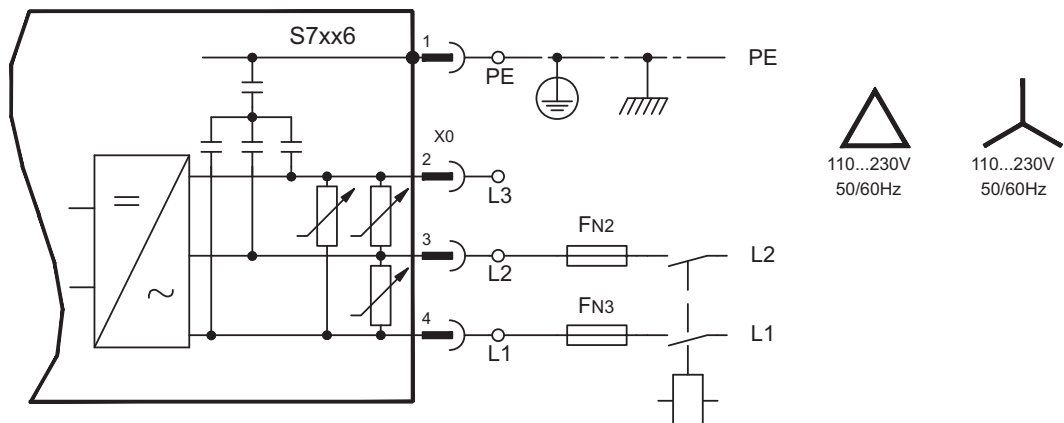 S7xx6
1
PE
PE
X0
2
L3
110...230V
50/60Hz
110...230V
50/60Hz
3
L2
FN2
L2
4
L1
FN3
L1